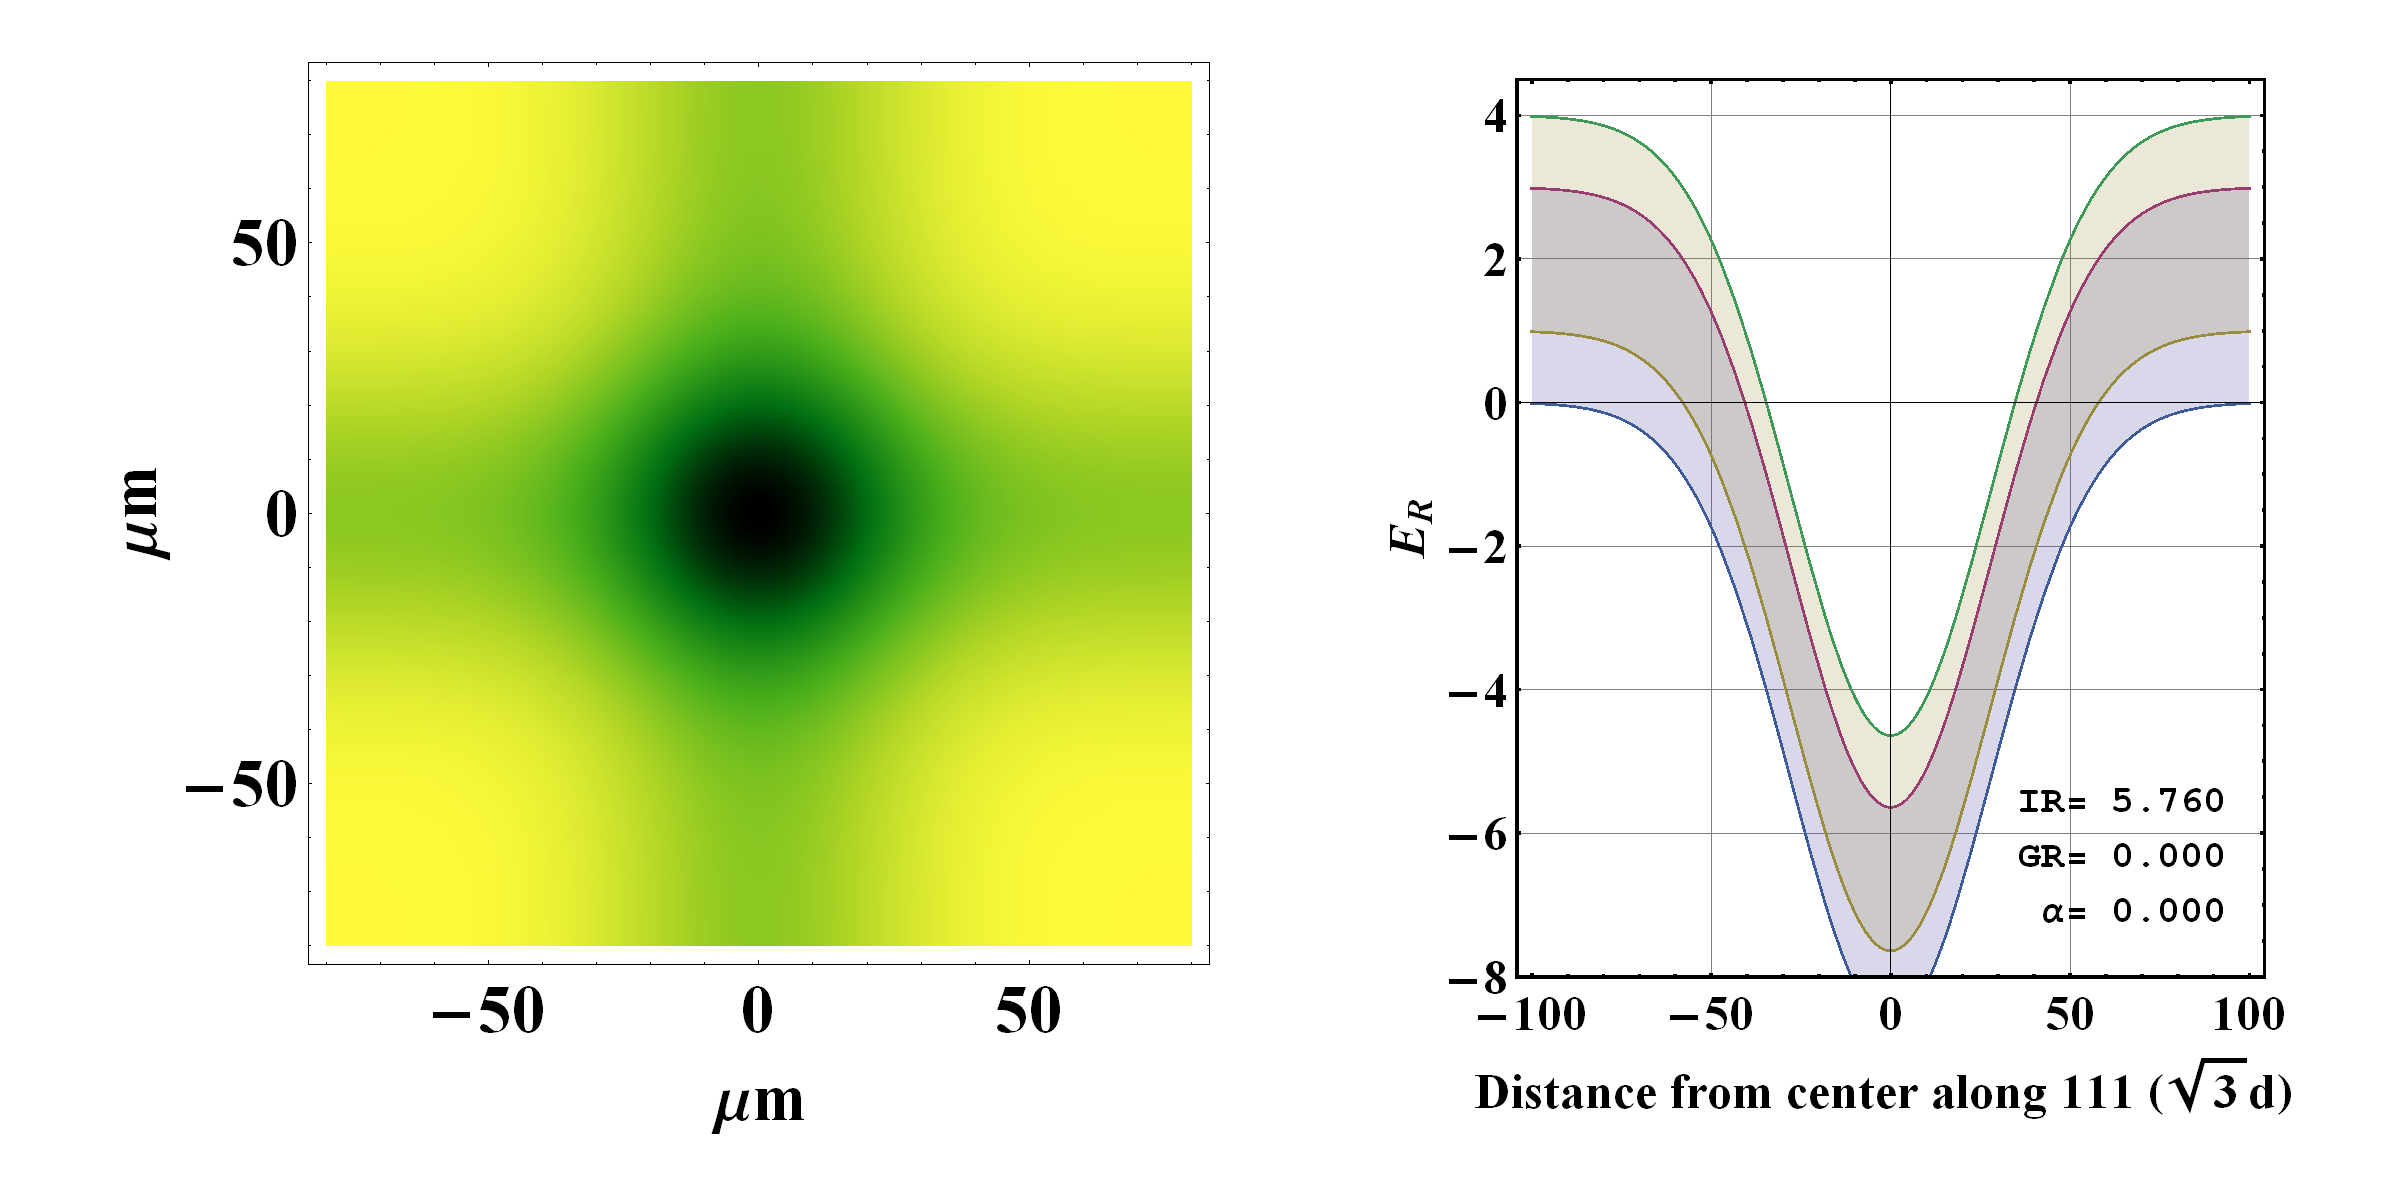 50
0
−50
μm
−50 0 50
μm
4
2
0
−2
−4
−6
−8
E_R
IR= 5.760
GR= 0.000
α= 0.000
−100 −50 0 50 100
Distance from center along 111 (√3 d)